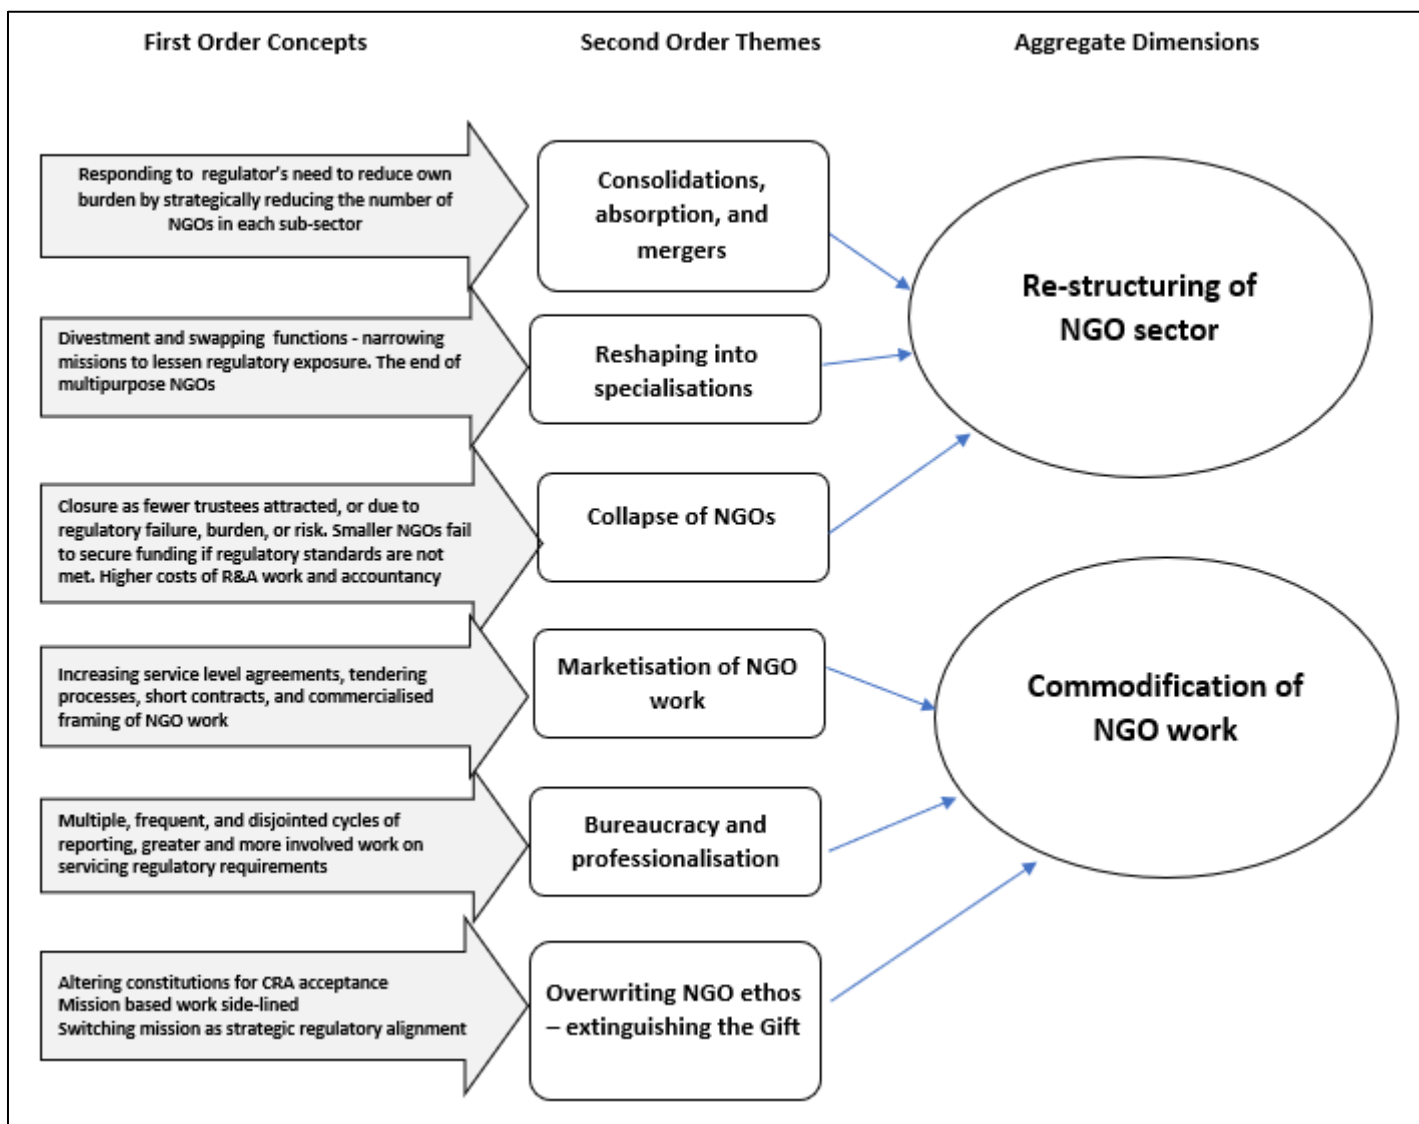 First Order Concepts
Second Order Themes
Aggregate Dimensions
Responding to regulator's need to reduce own
burden by strategically reducing the number of
NGOs in each sub-sector
Consolidations,
absorption, and
mergers
Re-structuring of
NGO sector
Divestment and swapping functions - narrowing
missions to lessen regulatory exposure. The end of
multipurpose NGOs
Reshaping into
specialisations
Closure as fewer trustees attracted, or due to
regulatory failure, burden, or risk. Smaller NGOs fail
to secure funding if regulatory standards are not
met. Higher costs of R&A work and accountancy
Collapse of NGOs
Increasing service level agreements, tendering
processes, short contracts, and commercialised
framing of NGO work
Marketisation of NGO
work
Commodification of
NGO work
Multiple, frequent, and disjointed cycles of
reporting, greater and more involved work on
servicing regulatory requirements
Bureaucracy and
professionalisation
Altering constitutions for CRA acceptance
Mission based work side-lined
Switching mission as strategic regulatory alignment
Overwriting NGO ethos
– extinguishing the Gift